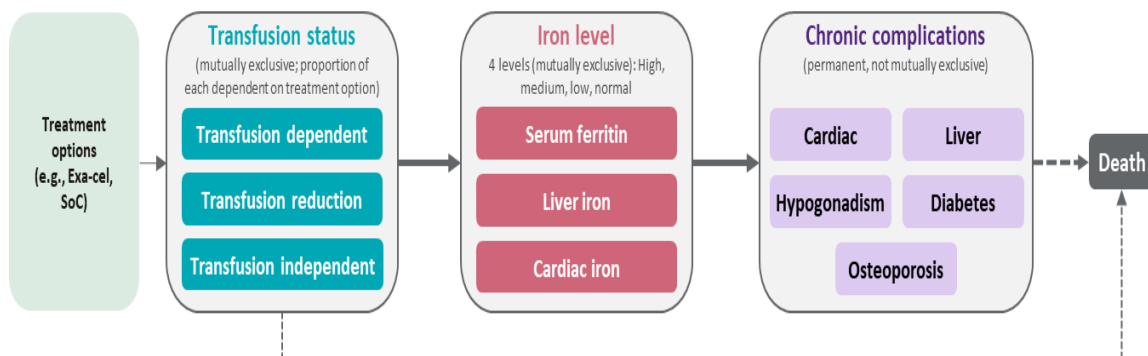 Treatment
options
(e.g., Exa-cel,
SoC)
Transfusion status
(mutually exclusive; proportion of
each dependent on treatment option)
Transfusion dependent
Transfusion reduction
Transfusion independent
Iron level
4 levels (mutually exclusive): High,
medium, low, normal
Serum ferritin
Liver iron
Cardiac iron
Chronic complications
(permanent, not mutually exclusive)
Cardiac
Liver
Hypogonadism
Diabetes
Osteoporosis
Death